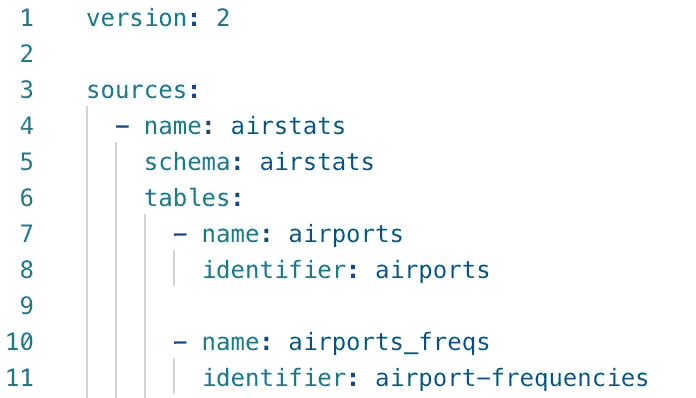 1 version: 2
2
3 sources:
4 - name: airstats
5 schema: airstats
6 tables:
7 - name: airports
8 identifier: airports
9
10 - name: airports_freqs
11 identifier: airport-frequencies